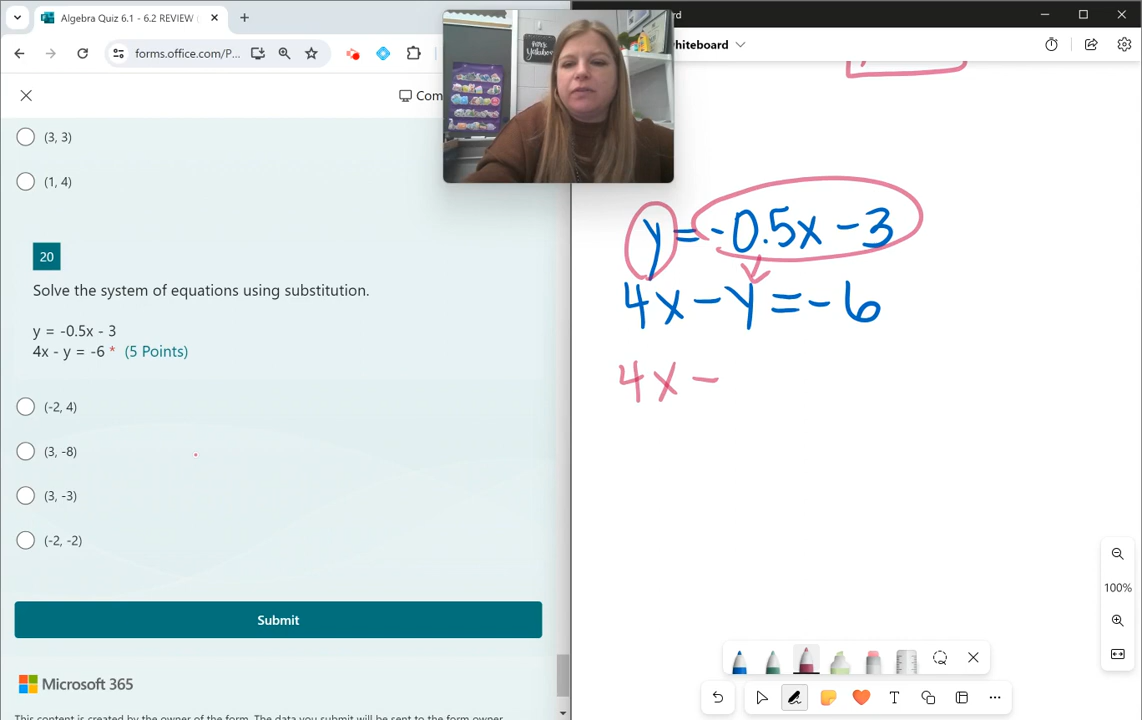 Algebra Quiz 6.1 - 6.2 REVIEW (
forms.office/P...
Com
(3, 3)
(1, 4)
20
Solve the system of equations using substitution.
y = -0.5x - 3
4x - y = -6 * (5 Points)
(-2, 4)
(3, -8)
(3, -3)
(-2, -2)
Submit
Microsoft 365
This content is created by the owner of the form. The data you submit will be sent to the form owner.
rd
hiteboard
y = -0.5x - 3
4x - y = -6
4x -
100%
T